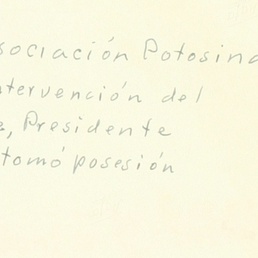 sociación Potosina
ntervención del
, Presidente
tomó posesión